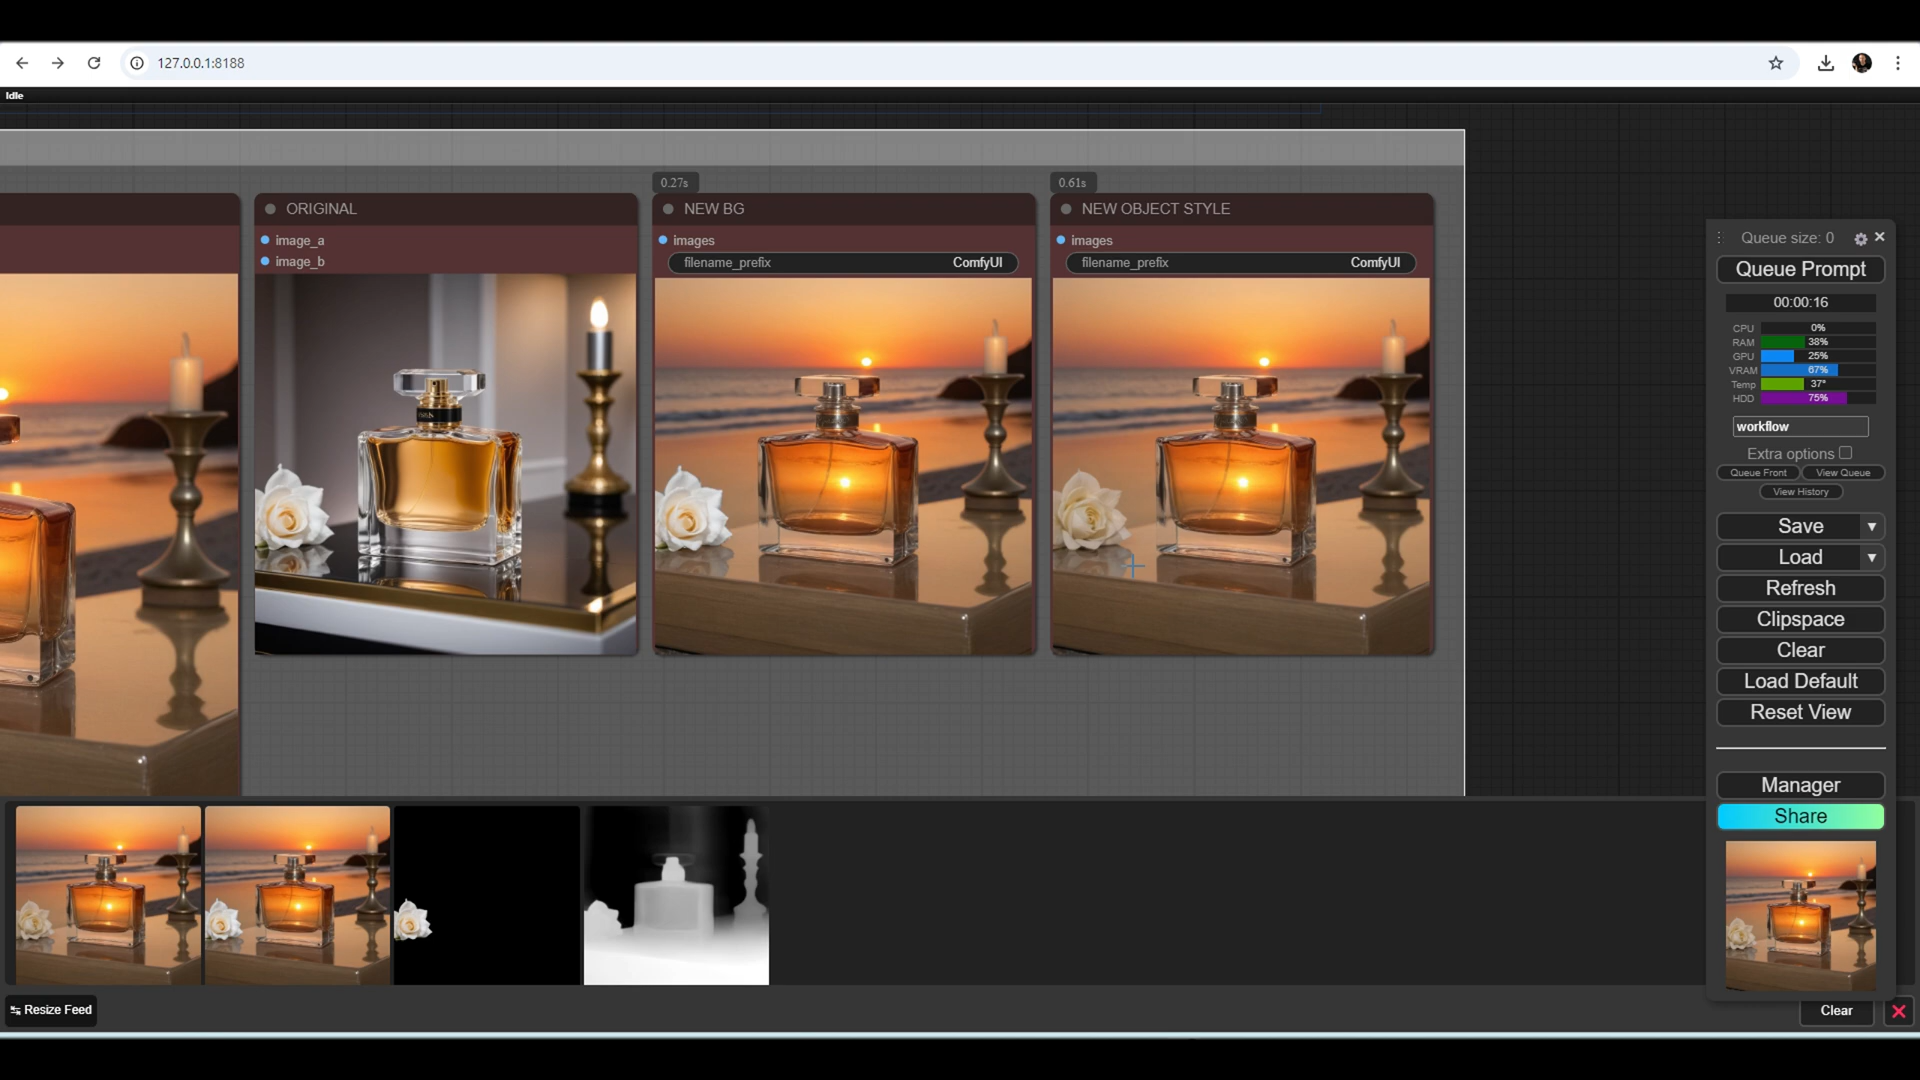 127.0.0.1:8188
Idle
0.27s
0.61s
ORIGINAL
NEW BG
NEW OBJECT STYLE
image_a
images
images
image_b
filename_prefix ComfyUI
filename_prefix ComfyUI
Queue size: 0
Queue Prompt
00:00:16
CPU 0%
RAM 38%
GPU 25%
VRAM 67%
Temp 37°
HDD 75%
workflow
Extra options
Queue Front View Queue
View History
Save
Load
Refresh
Clipspace
Clear
Load Default
Reset View
Manager
Share
Resize Feed
Clear